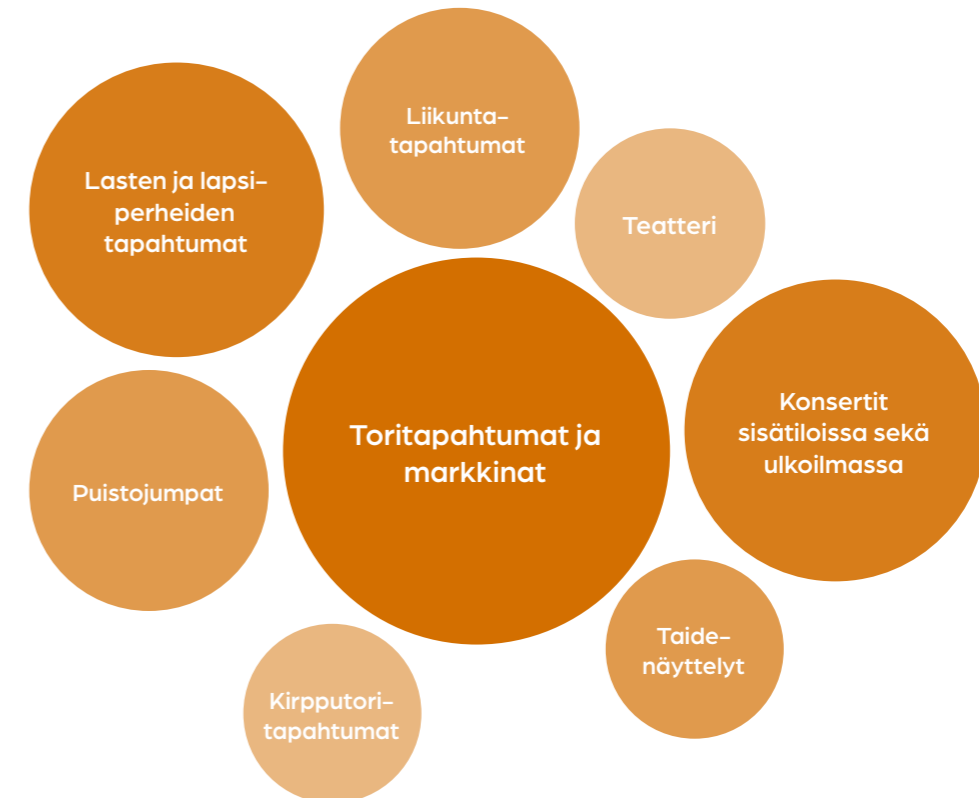 Liikunta-
tapahtumat
Lasten ja lapsi-
perheiden
tapahtumat
Teatteri
Toritapahtumat ja
markkinat
Konsertit
sisätiloissa sekä
ulkoilmassa
Puistojumpat
Taide-
näyttelyt
Kirpputori-
tapahtumat